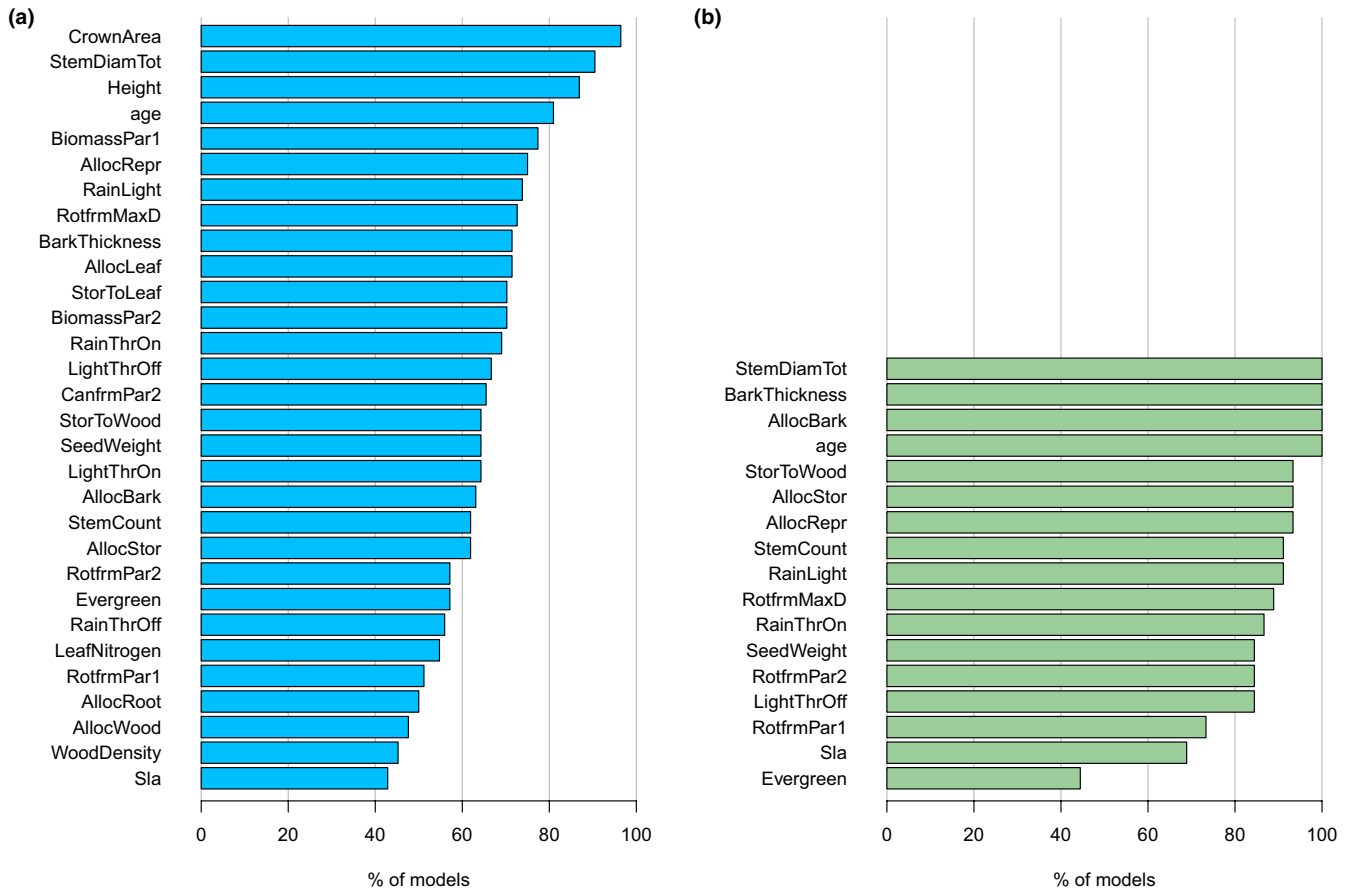 (a)
CrownArea
StemDiamTot
Height
age
BiomassPar1
AllocRepr
RainLight
RotfrmMaxD
BarkThickness
AllocLeaf
StorToLeaf
BiomassPar2
RainThrOn
LightThrOff
CanfrmPar2
StorToWood
SeedWeight
LightThrOn
AllocBark
StemCount
AllocStor
RotfrmPar2
Evergreen
RainThrOff
LeafNitrogen
RotfrmPar1
AllocRoot
AllocWood
WoodDensity
Sla
0 20 40 60 80 100
% of models
(b)
StemDiamTot
BarkThickness
AllocBark
age
StorToWood
AllocStor
AllocRepr
StemCount
RainLight
RotfrmMaxD
RainThrOn
SeedWeight
RotfrmPar2
LightThrOff
RotfrmPar1
Sla
Evergreen
0 20 40 60 80 100
% of models